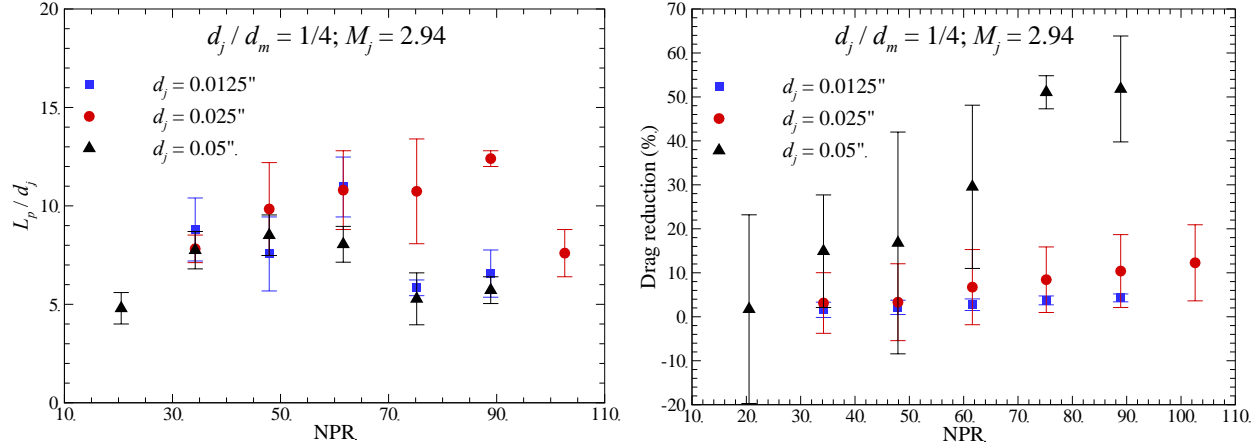 d_j / d_m = 1/4; M_j = 2.94
d_j = 0.0125"
d_j = 0.025"
d_j = 0.05".
L_p / d_j
20.
15.
10.
5.
0.
10.
30.
50.
70.
90.
110.
NPR.
d_j / d_m = 1/4; M_j = 2.94
d_j = 0.0125"
d_j = 0.025"
d_j = 0.05".
Drag reduction (%.)
70
60.
50.
40.
30.
20.
10.
0.
-10.
-20
10.
20.
30.
40.
50.
60.
70.
80.
90.
100.
110.
NPR.